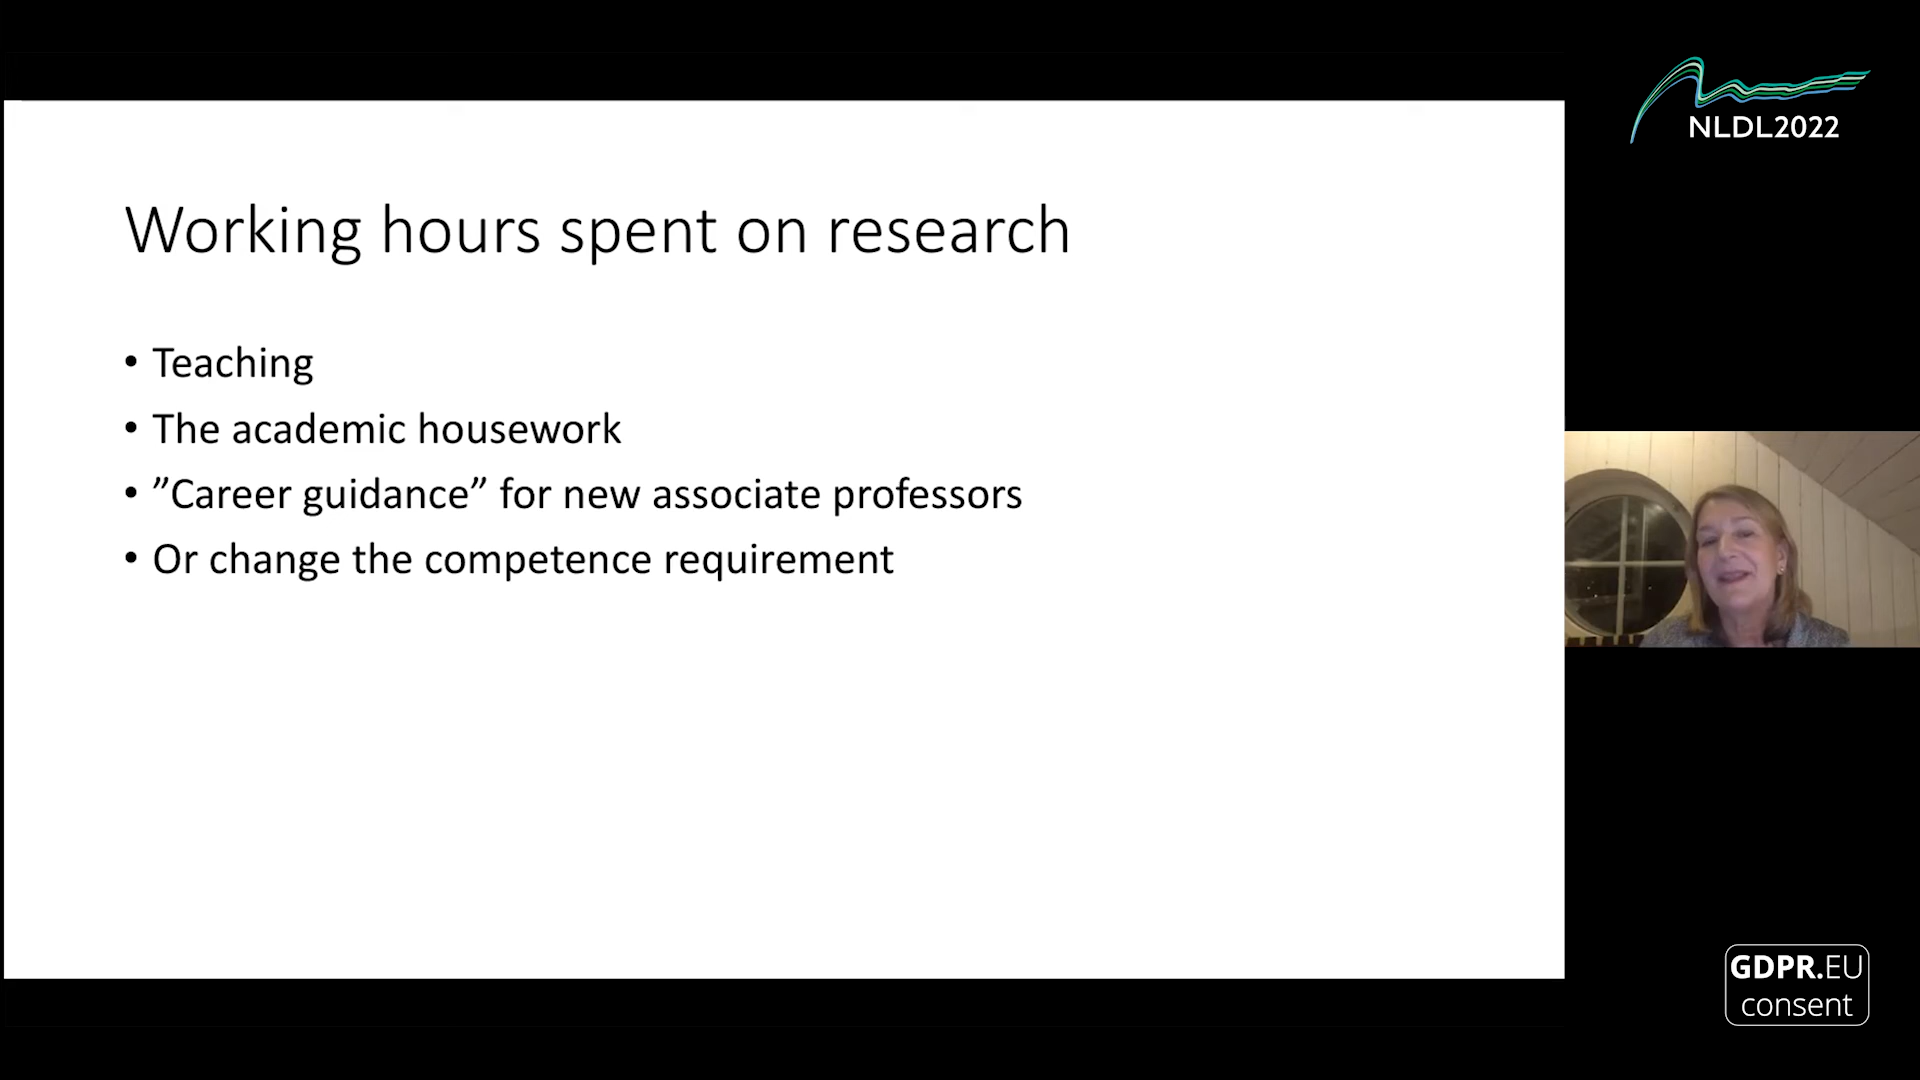 Working hours spent on research
• Teaching
• The academic housework
• ”Career guidance” for new associate professors
• Or change the competence requirement
NLDL2022
GDPR.EU
consent